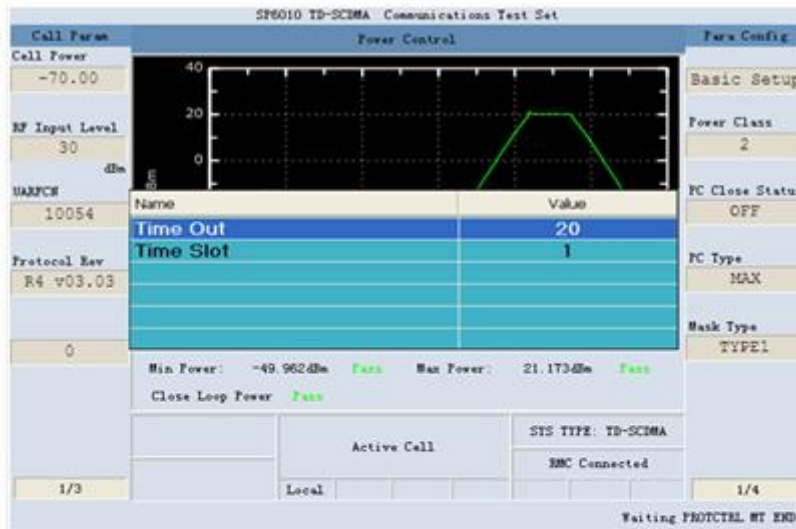 SP6010 TD-SCDMA Communications Test Set
Call Param
Power Control
Para Config
Cell Power
-70.00
RF Input Level
30
dBm
UARFCN
10054
Protocol Rev
R4 v03.03
0
1/3
40
20
0
Name Value
Time Out 20
Time Slot 1
Min Power: -49.962dBm Pass Max Power: 21.173dBm Pass
Close Loop Power Pass
Active Cell
SYS TYPE: TD-SCDMA
RMC Connected
Local
Basic Setup
Power Class
2
PC Close Statu
OFF
PC Type
MAX
Mask Type
TYPE1
1/4
Waiting PROTCTRL MT END